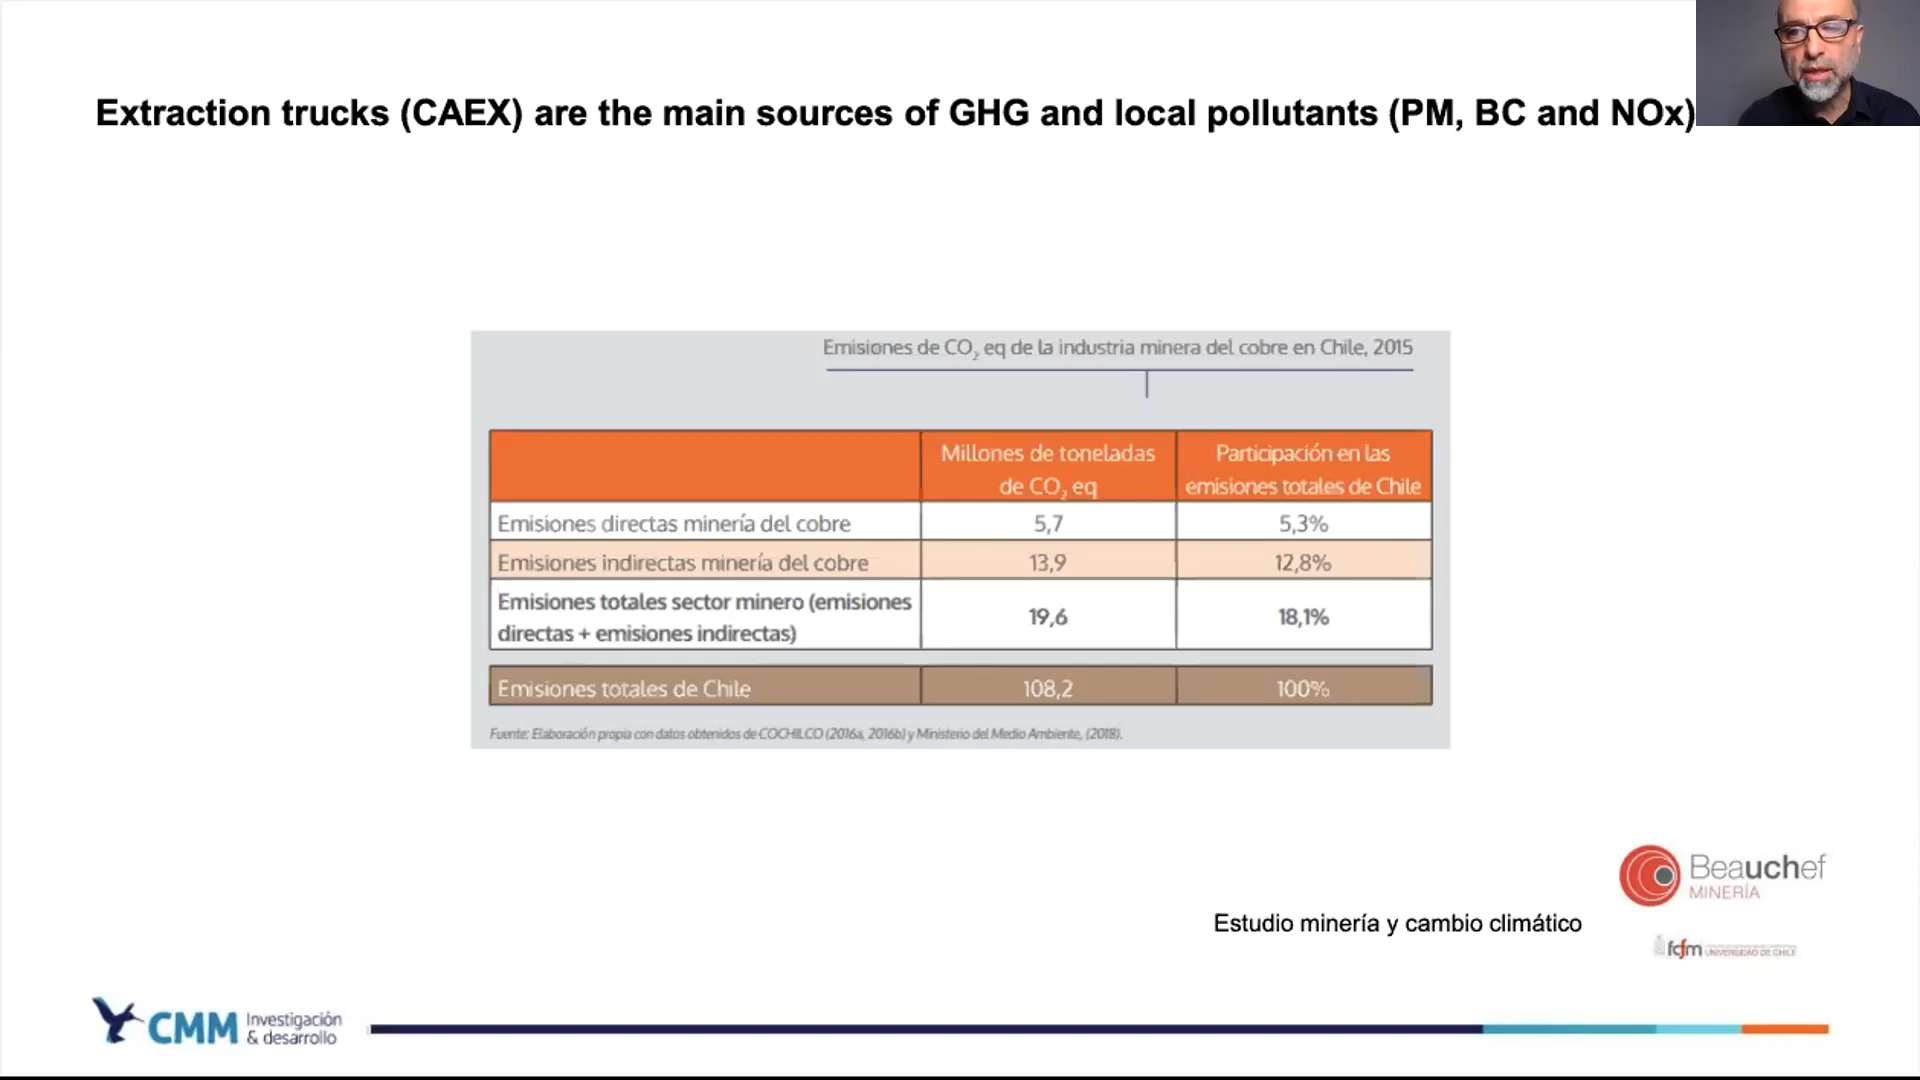 Extraction trucks (CAEX) are the main sources of GHG and local pollutants (PM, BC and NOx)
Emisiones de CO₂ eq de la industria minera del cobre en Chile, 2015
Millones de toneladas
de CO₂ eq
Participación en las
emisiones totales de Chile
Emisiones directas minería del cobre 5,7 5,3%
Emisiones indirectas minería del cobre 13,9 12,8%
Emisiones totales sector minero (emisiones
directas + emisiones indirectas) 19,6 18,1%
Emisiones totales de Chile 108,2 100%
Fuente: Elaboración propia con datos obtenidos de COCHILCO (2016a, 2016b) y Ministerio del Medio Ambiente, (2018).
Beauchef
MINERÍA
Estudio minería y cambio climático
fcfm
UNIVERSIDAD DE CHILE
CMM Investigación
& desarrollo